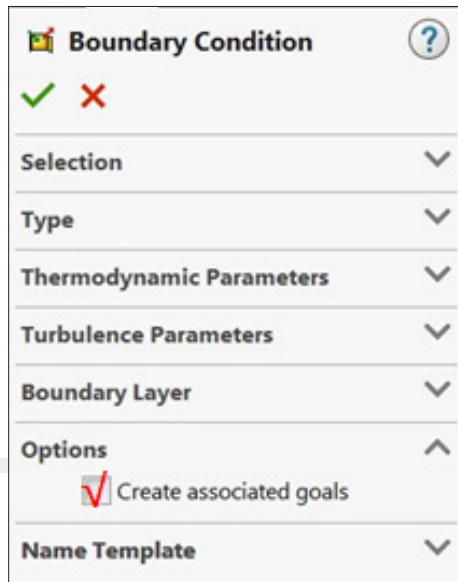 Boundary Condition
?
Selection
Type
Thermodynamic Parameters
Turbulence Parameters
Boundary Layer
Options
√ Create associated goals
Name Template